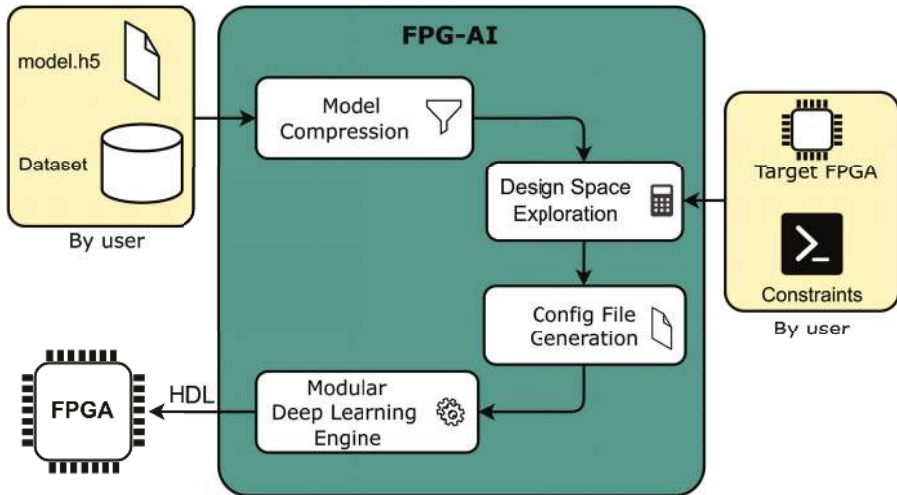 FPG-AI
model.h5
Dataset
By user
Model
Compression
Design Space
Exploration
Target FPGA
Constraints
By user
Config File
Generation
Modular
Deep Learning
Engine
HDL
FPGA